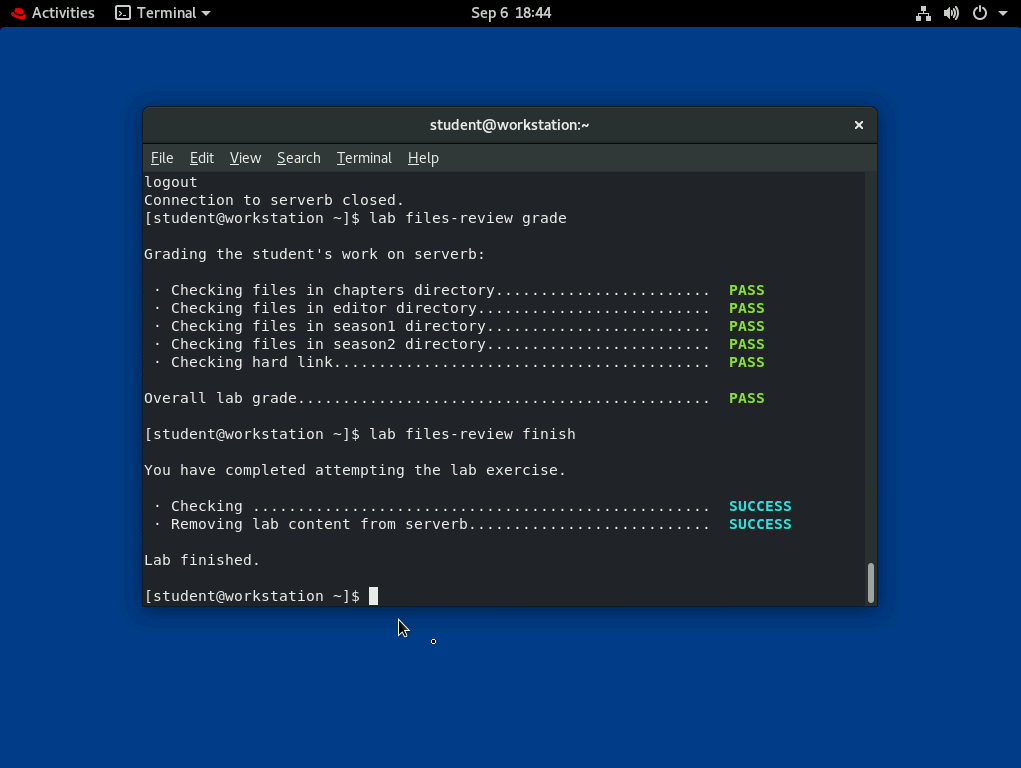 Activities Terminal Sep 6 18:44
student@workstation:~
File Edit View Search Terminal Help
logout
Connection to serverb closed.
[student@workstation ~]$ lab files-review grade
Grading the student's work on serverb:
· Checking files in chapters directory........................ PASS
· Checking files in editor directory.......................... PASS
· Checking files in season1 directory......................... PASS
· Checking files in season2 directory......................... PASS
· Checking hard link.......................................... PASS
Overall lab grade.............................................. PASS
[student@workstation ~]$ lab files-review finish
You have completed attempting the lab exercise.
· Checking ................................................... SUCCESS
· Removing lab content from serverb........................... SUCCESS
Lab finished.
[student@workstation ~]$